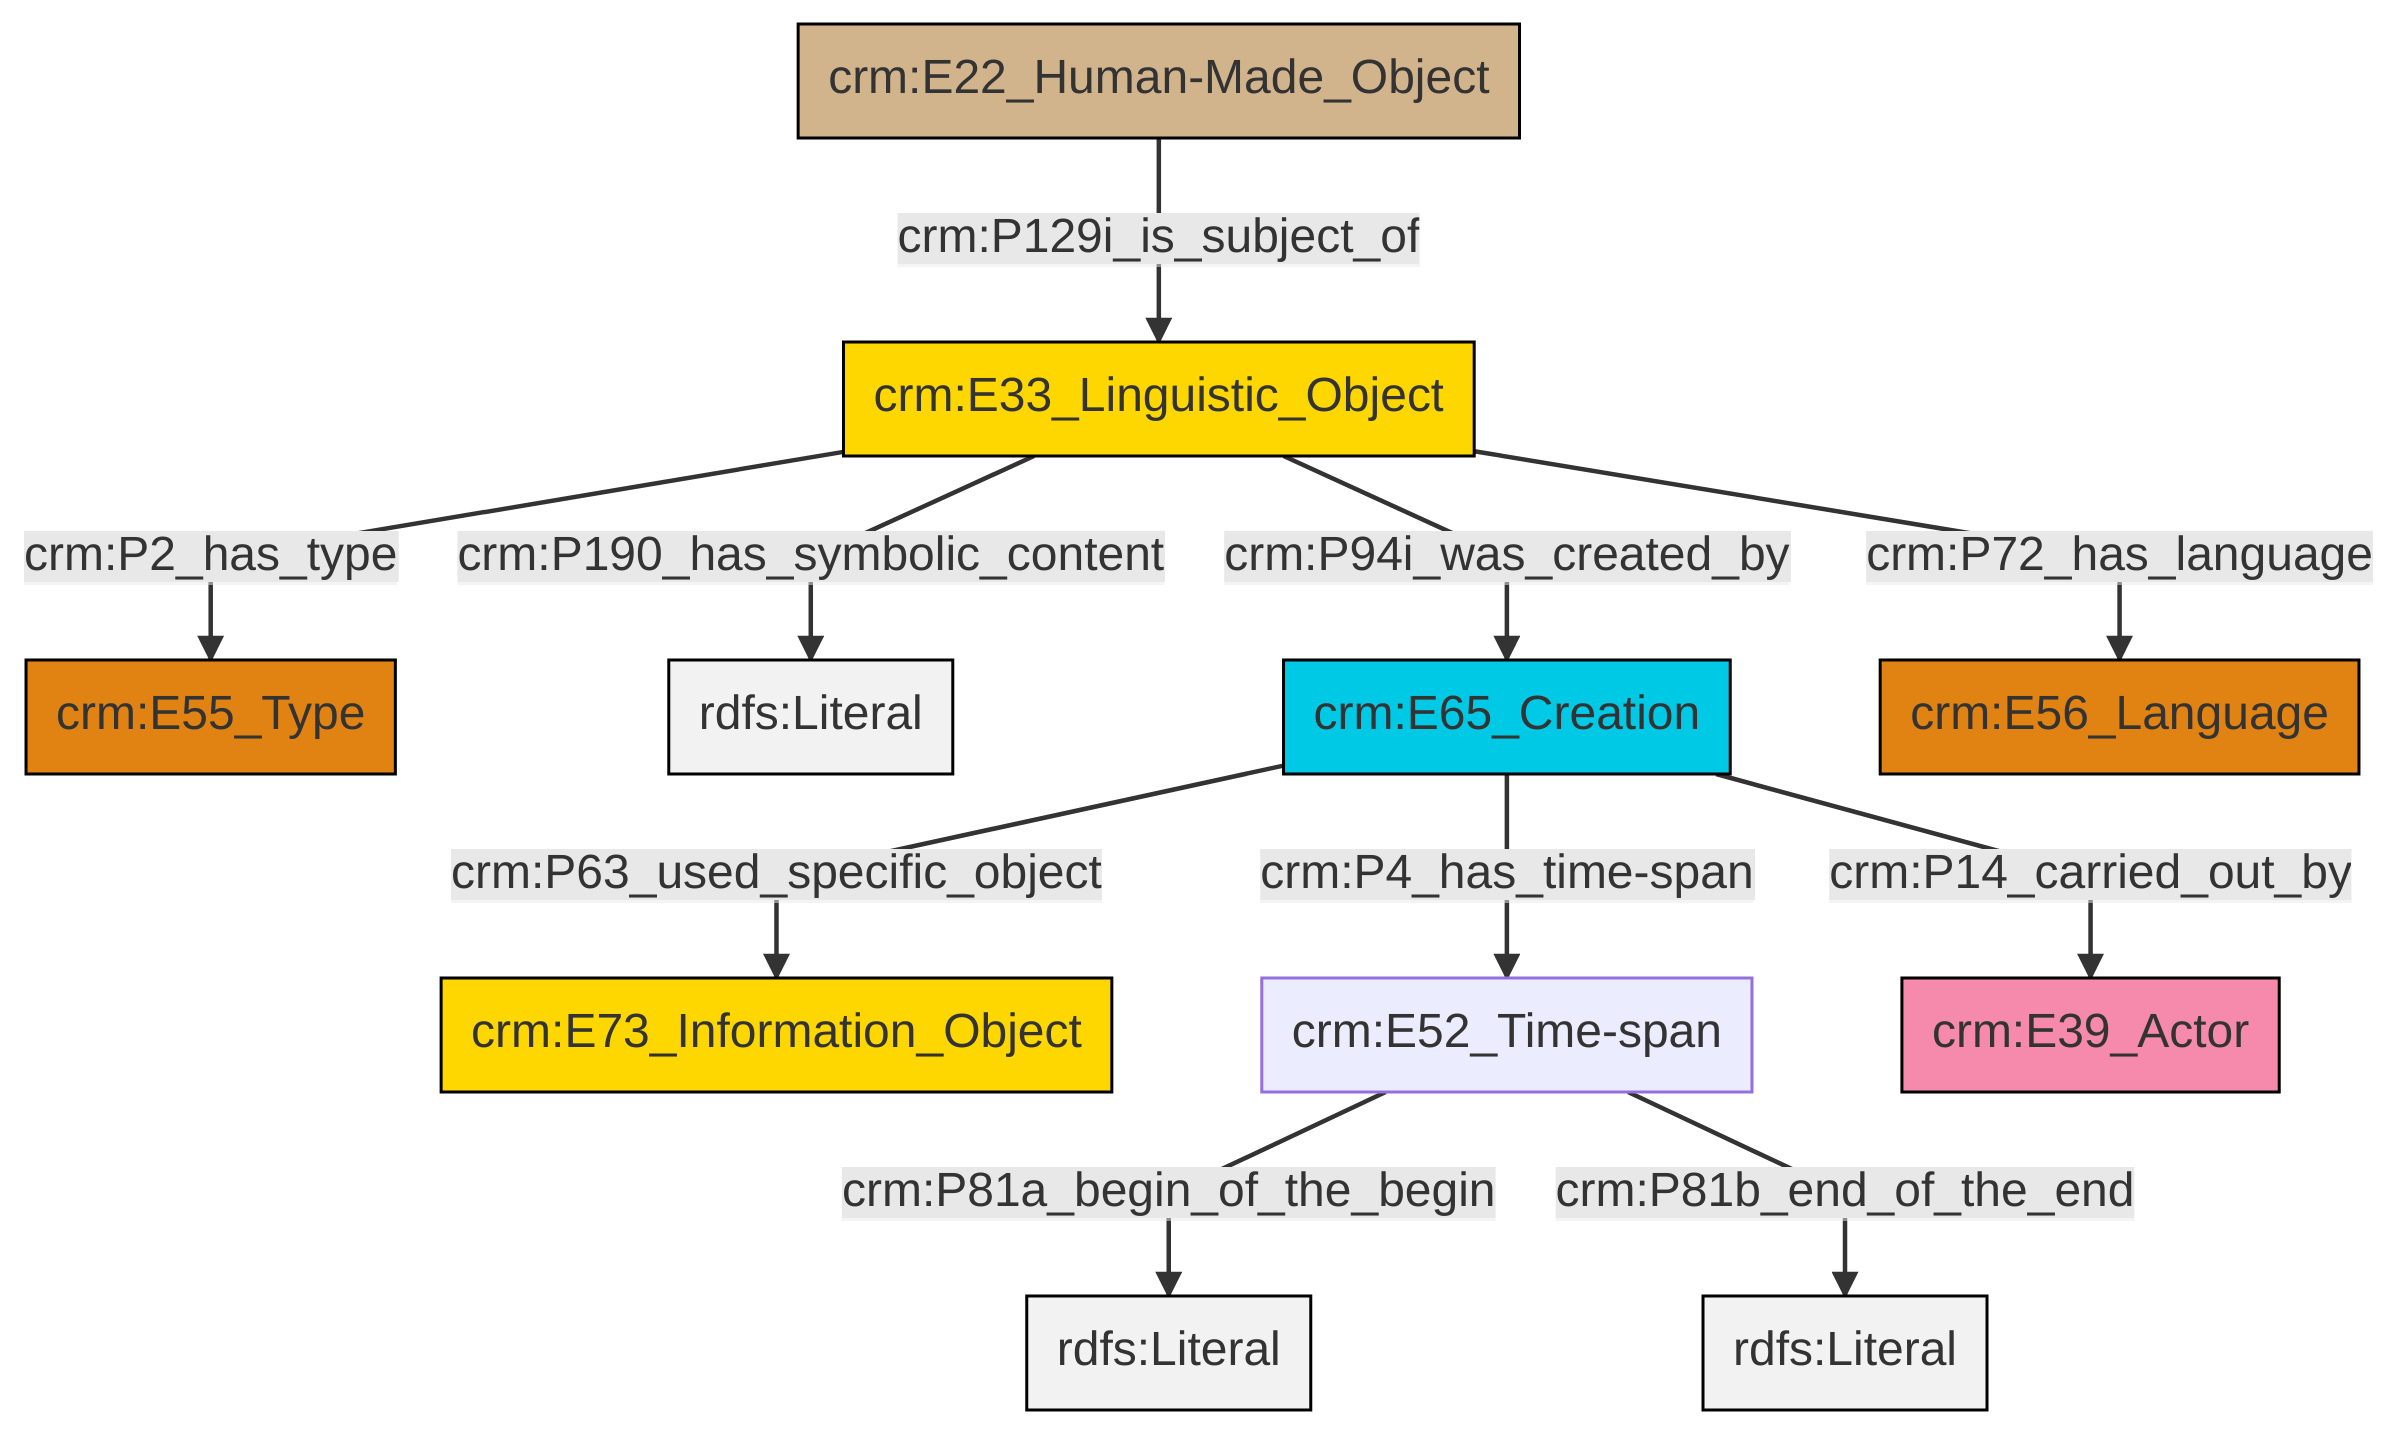 crm:E22_Human-Made_Object
crm:P129i_is_subject_of
crm:E33_Linguistic_Object
crm:P2_has_type
crm:P190_has_symbolic_content
crm:P94i_was_created_by
crm:P72_has_language
crm:E55_Type
rdfs:Literal
crm:E65_Creation
crm:E56_Language
crm:P63_used_specific_object
crm:P4_has_time-span
crm:P14_carried_out_by
crm:E73_Information_Object
crm:E52_Time-span
crm:E39_Actor
crm:P81a_begin_of_the_begin
crm:P81b_end_of_the_end
rdfs:Literal
rdfs:Literal